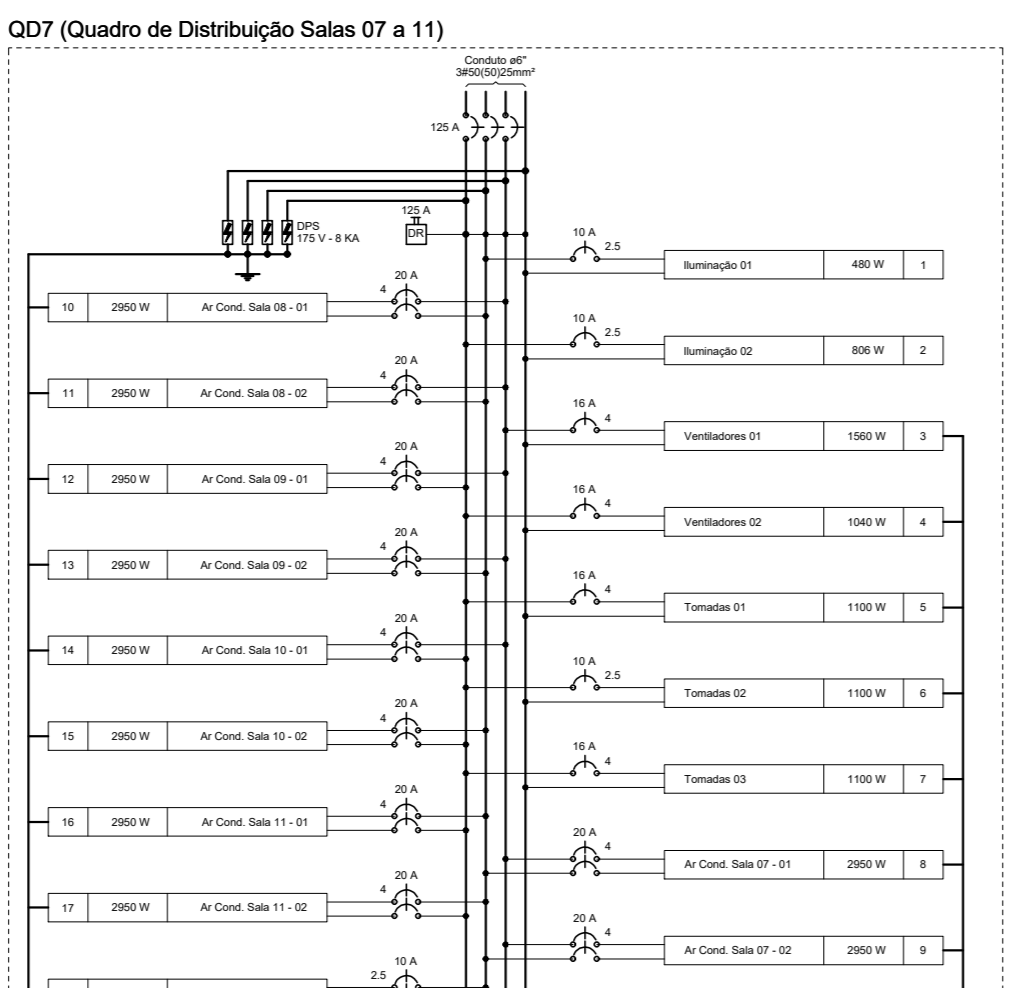 QD7 (Quadro de Distribuição Salas 07 a 11)
Conduto ø6"
3#50(50)25mm²
125 A
DPS
175 V - 8 KA
125 A
DR
10 A
2.5
Iluminação 01 480 W 1
20 A
4
10 2950 W Ar Cond. Sala 08 - 01
10 A
2.5
Iluminação 02 806 W 2
20 A
4
11 2950 W Ar Cond. Sala 08 - 02
16 A
4
Ventiladores 01 1560 W 3
20 A
4
12 2950 W Ar Cond. Sala 09 - 01
16 A
4
Ventiladores 02 1040 W 4
20 A
4
13 2950 W Ar Cond. Sala 09 - 02
16 A
4
Tomadas 01 1100 W 5
20 A
4
14 2950 W Ar Cond. Sala 10 - 01
10 A
2.5
Tomadas 02 1100 W 6
20 A
4
15 2950 W Ar Cond. Sala 10 - 02
16 A
4
Tomadas 03 1100 W 7
20 A
4
16 2950 W Ar Cond. Sala 11 - 01
20 A
4
Ar Cond. Sala 07 - 01 2950 W 8
20 A
4
17 2950 W Ar Cond. Sala 11 - 02
20 A
4
Ar Cond. Sala 07 - 02 2950 W 9
10 A
2.5